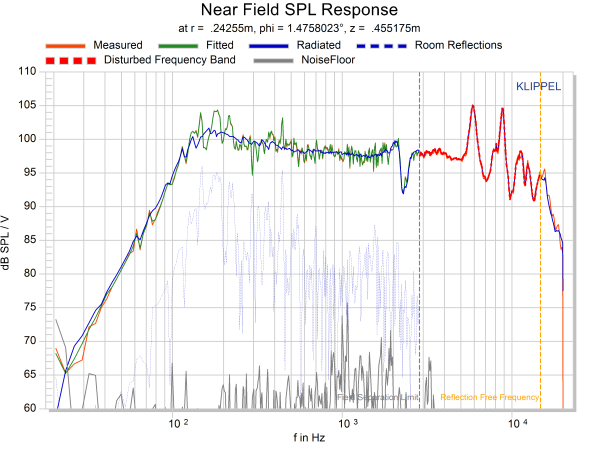 Near Field SPL Response
at r = .24255m, phi = 1.4758023°, z = .455175m
Measured Fitted Radiated Room Reflections
Disturbed Frequency Band NoiseFloor
KLIPPEL
110
105
100
95
90
85
80
75
70
65
60
dB SPL / V
Field Separation Limit
Reflection Free Frequency
10 2
10 3
10 4
f in Hz